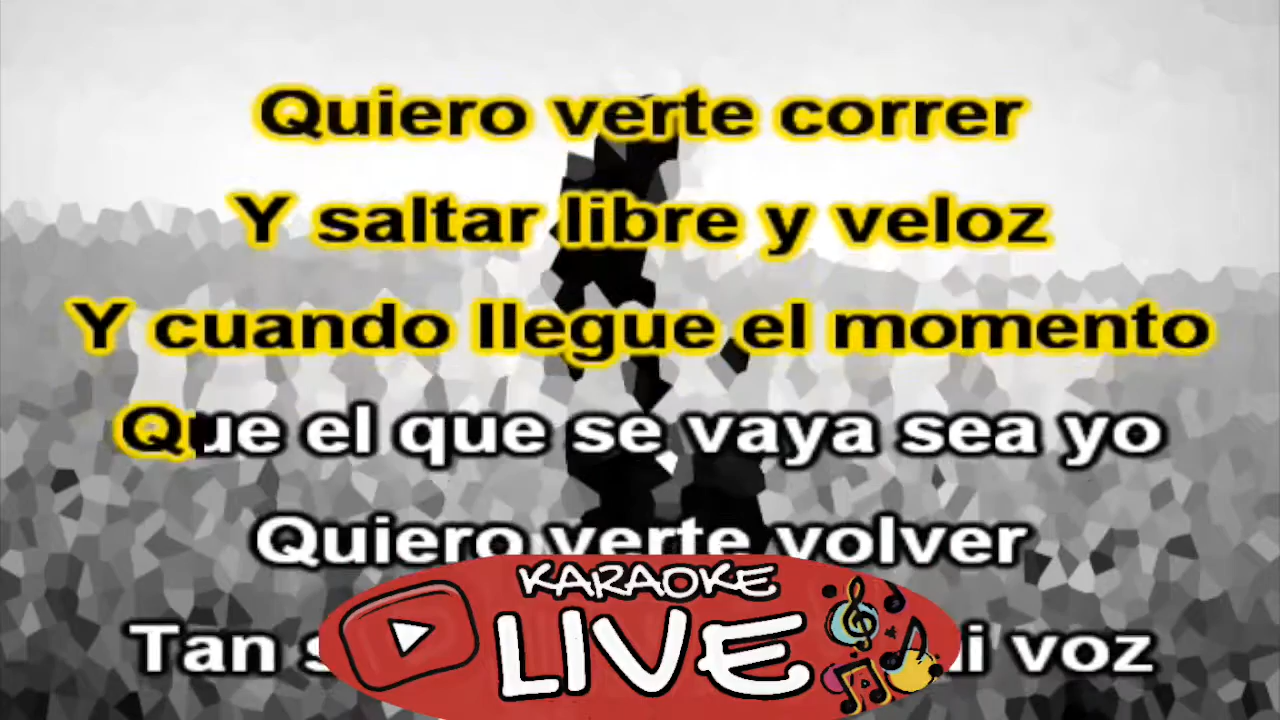 Quiero verte correr
Y saltar libre y veloz
Y cuando llegue el momento
Que el que se vaya sea yo
Quiero verte volver
Tan
voz
KARAOKE
LIVE